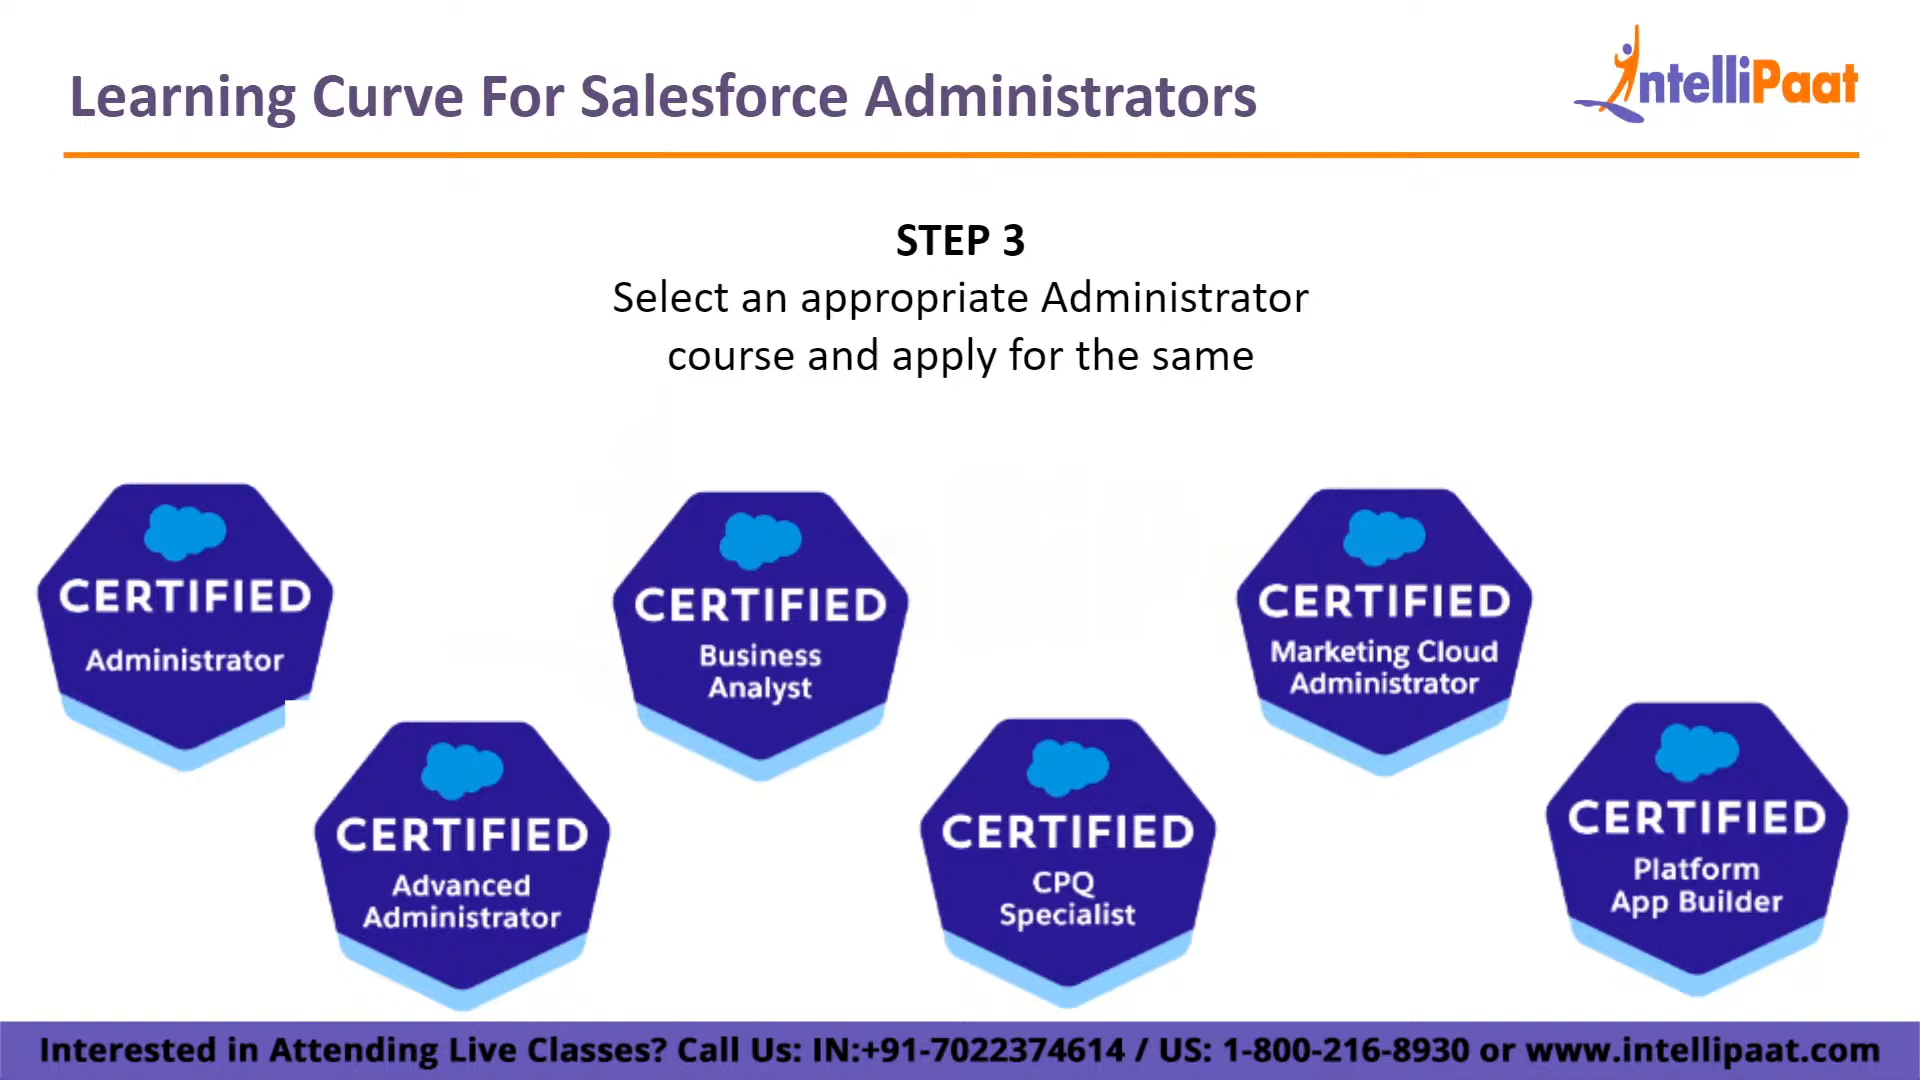 Learning Curve For Salesforce Administrators
IntelliPaat
STEP 3
Select an appropriate Administrator
course and apply for the same
CERTIFIED
Administrator
CERTIFIED
Advanced
Administrator
CERTIFIED
Business
Analyst
CERTIFIED
CPQ
Specialist
CERTIFIED
Marketing Cloud
Administrator
CERTIFIED
Platform
App Builder
Interested in Attending Live Classes? Call Us: IN:+91-7022374614 / US: 1-800-216-8930 or www.intellipaat.com